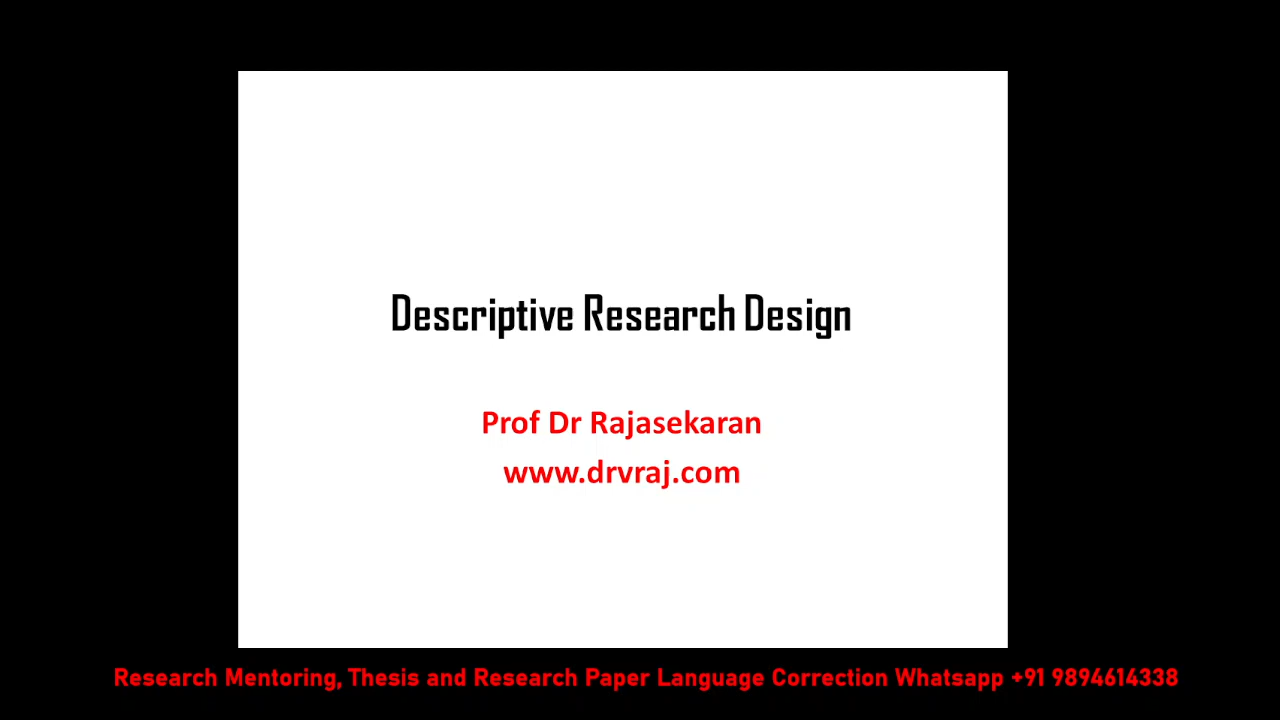 Descriptive Research Design
Prof Dr Rajasekaran
www.drvraj.com
Research Mentoring, Thesis and Research Paper Language Correction Whatsapp +91 9894614338